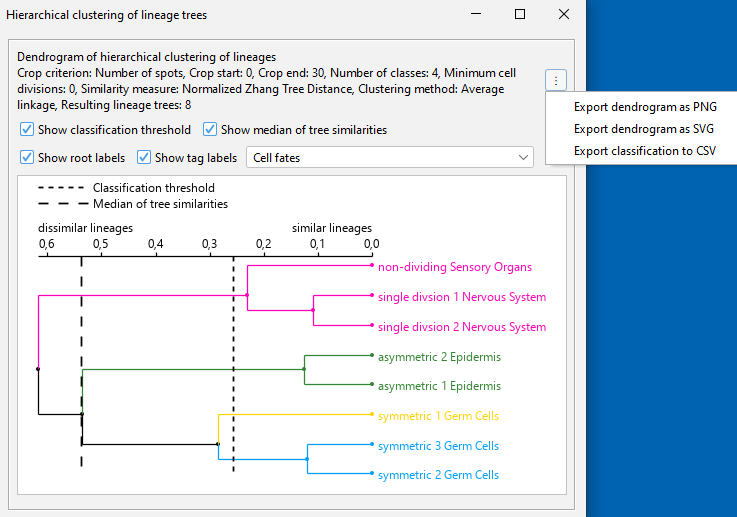 Hierarchical clustering of lineage trees
Dendrogram of hierarchical clustering of lineages
Crop criterion: Number of spots, Crop start: 0, Crop end: 30, Number of classes: 4, Minimum cell
divisions: 0, Similarity measure: Normalized Zhang Tree Distance, Clustering method: Average
linkage, Resulting lineage trees: 8
Export dendrogram as PNG
Export dendrogram as SVG
Export classification to CSV
Show classification threshold
Show median of tree similarities
Show root labels
Show tag labels
Cell fates
Classification threshold
Median of tree similarities
dissimilar lineages
similar lineages
0,6 0,5 0,4 0,3 0,2 0,1 0,0
non-dividing Sensory Organs
single divsion 1 Nervous System
single divsion 2 Nervous System
asymmetric 2 Epidermis
asymmetric 1 Epidermis
symmetric 1 Germ Cells
symmetric 3 Germ Cells
symmetric 2 Germ Cells